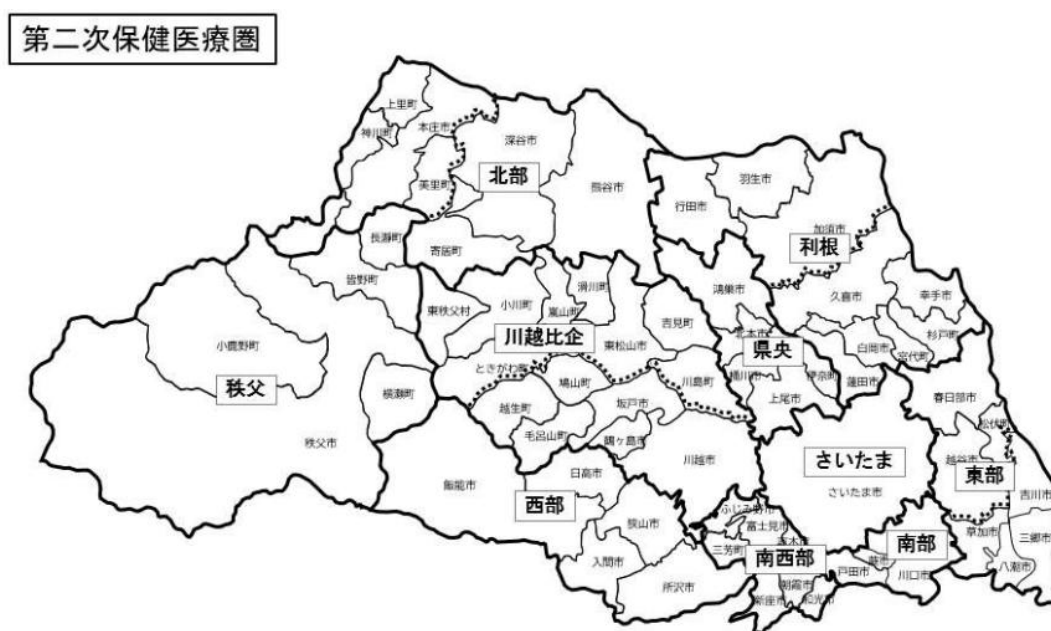 第二次保健医療圏
上里町
神川町
本庄市
美里町
深谷市
北部
熊谷市
寄居町
長瀞町
皆野町
小鹿野町
秩父
横瀬町
秩父市
東秩父村
小川町
嵐山町
滑川町
吉見町
川越比企
東松山市
ときがわ町
鳩山町
川島町
越生町
坂戸市
毛呂山町
鶴ヶ島市
川越市
行田市
羽生市
加須市
利根
久喜市
幸手市
杉戸町
白岡市
宮代町
蓮田市
鴻巣市
北本市
県央
桶川市
伊奈町
上尾市
さいたま
さいたま市
春日部市
松伏町
越谷市
東部
吉川市
草加市
三郷市
八潮市
飯能市
日高市
西部
狭山市
入間市
所沢市
ふじみ野市
富士見市
三芳町
南西部
朝霞市
新座市
和光市
南部
蕨市
戸田市
川口市